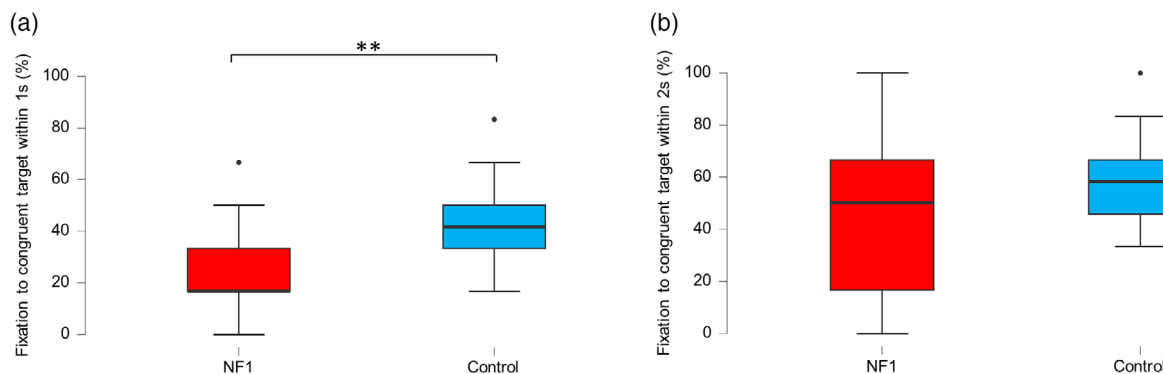 (a)
Fixation to congruent target within 1s (%)
**
100
80
60
40
20
0
NF1
Control
(b)
Fixation to congruent target within 2s (%)
100
80
60
40
20
0
NF1
Control